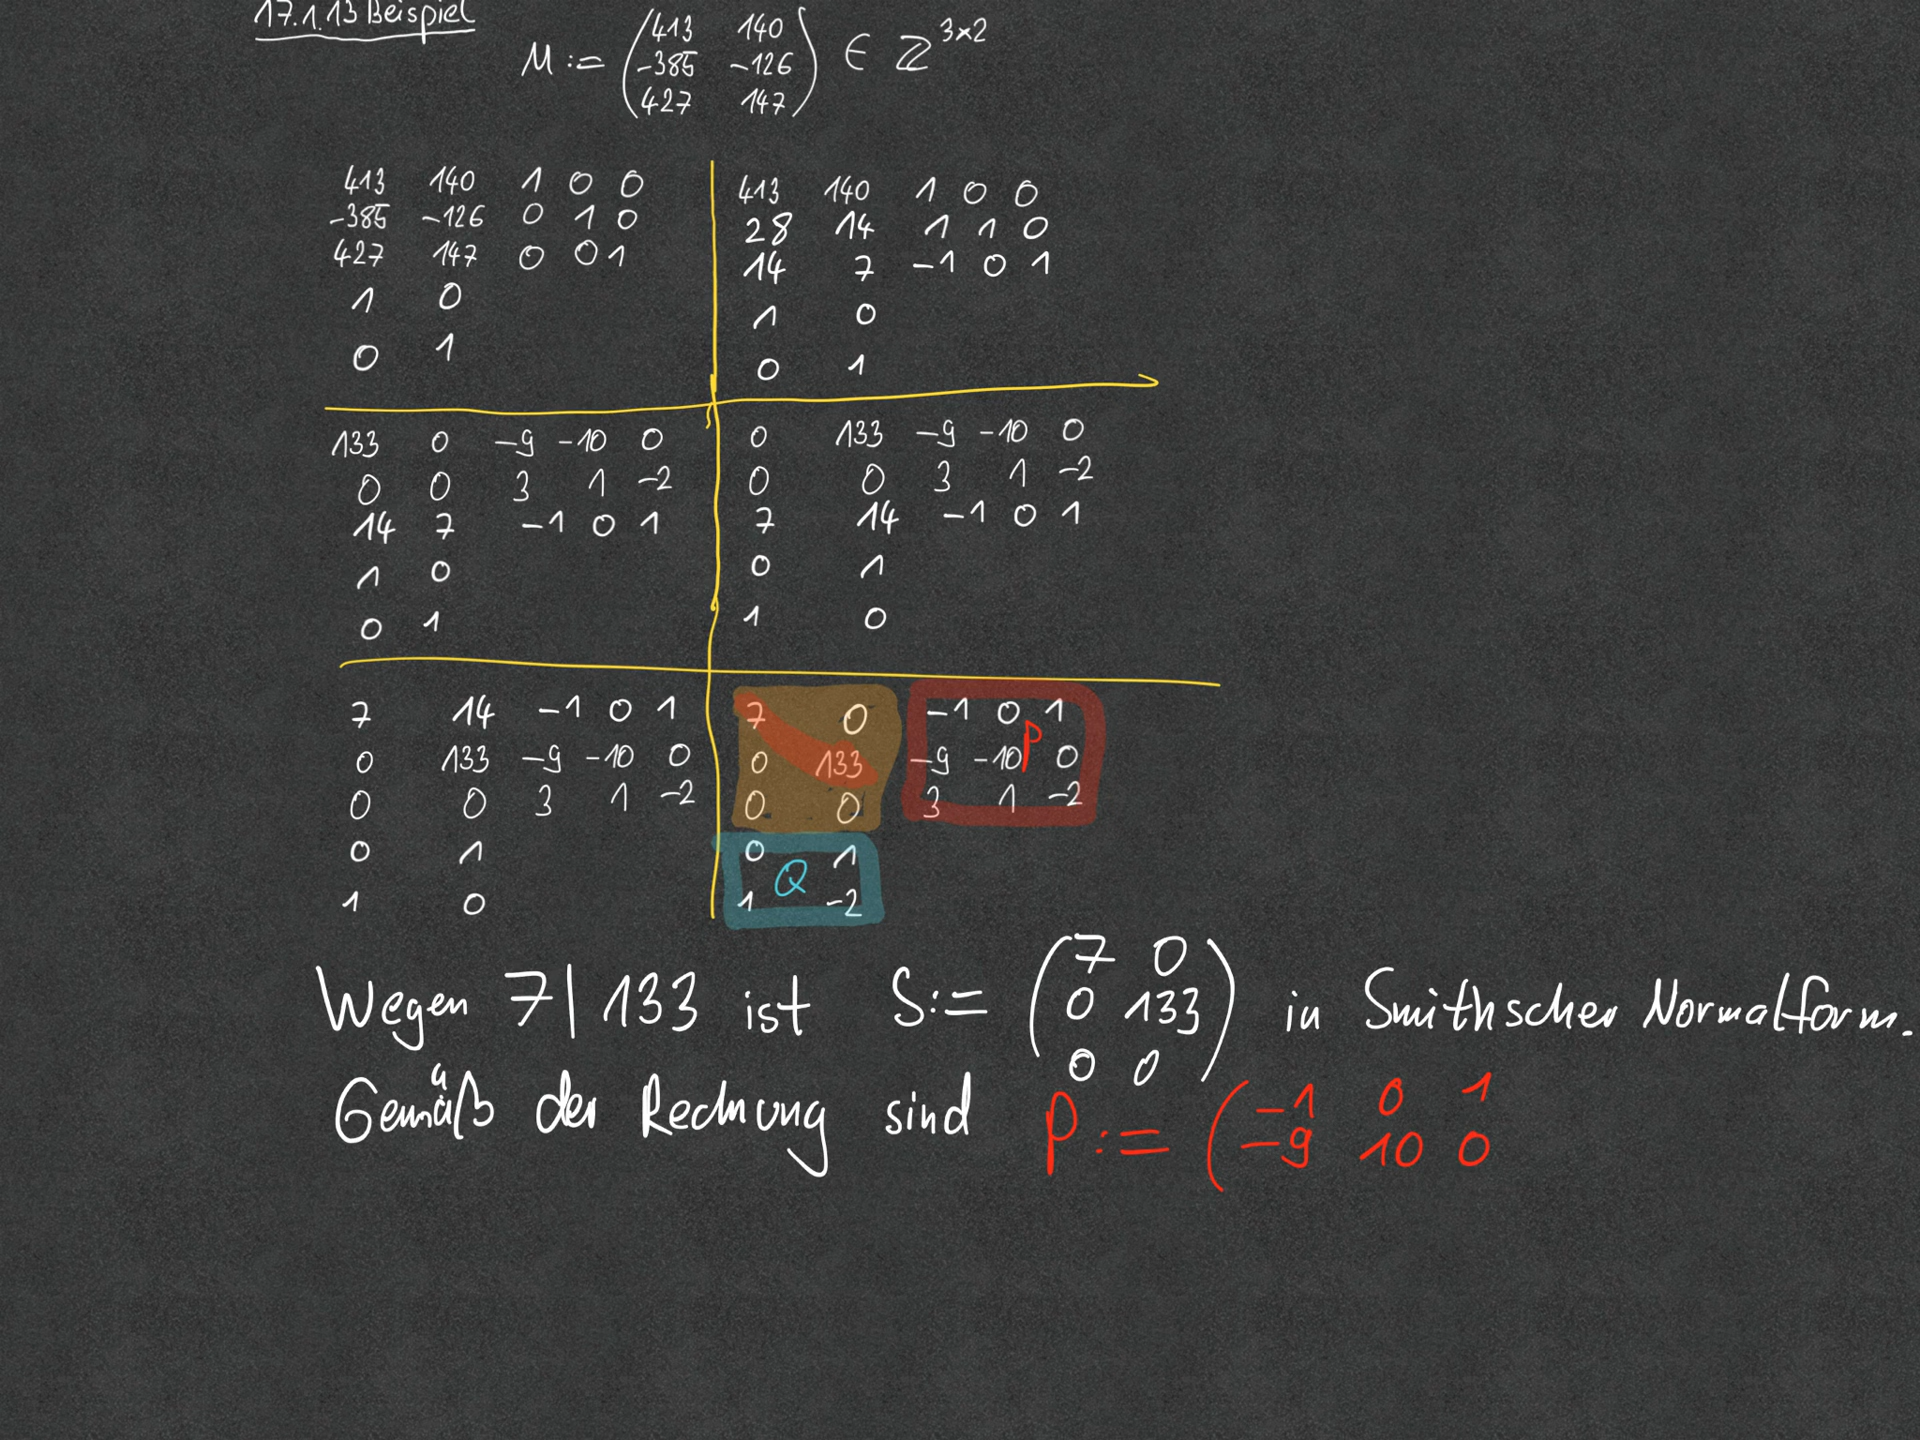 17.1.13 Beispiel
M := (413 140
-385 -126
427 147) ∈ ℤ^{3×2}
413 140 1 0 0
-385 -126 0 1 0
427 147 0 0 1
1 0
0 1
413 140 1 0 0
28 14 1 1 0
14 7 -1 0 1
1 0
0 1
133 0 -9 -10 0
0 0 3 1 -2
14 7 -1 0 1
1 0
0 1
0 133 -9 -10 0
0 0 3 1 -2
7 14 -1 0 1
0 1
1 0
7 14 -1 0 1
0 133 -9 -10 0
0 0 3 1 -2
0 1
1 0
7 0 -1 0 1
P
0 133 -9 -10 0
0 0 3 1 -2
0 1
Q
1 -2
Wegen 7 | 133 ist S := (7 0
0 133
0 0) in Smithscher Normalform.
Gemäß der Rechnung sind P := (-1 0 1
-9 10 0